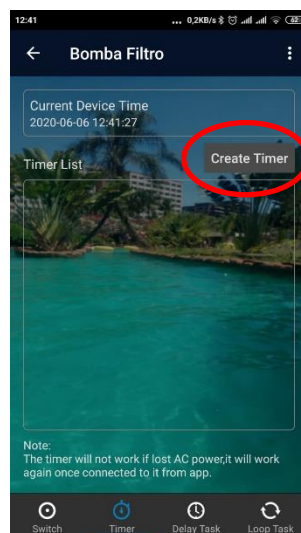 12:41
... 0,2KB/s
62
Bomba Filtro
Current Device Time
2020-06-06 12:41:27
Timer List
Create Timer
Note:
The timer will not work if lost AC power,it will work
again once connected to it from app.
Switch Timer Delay Task Loop Task